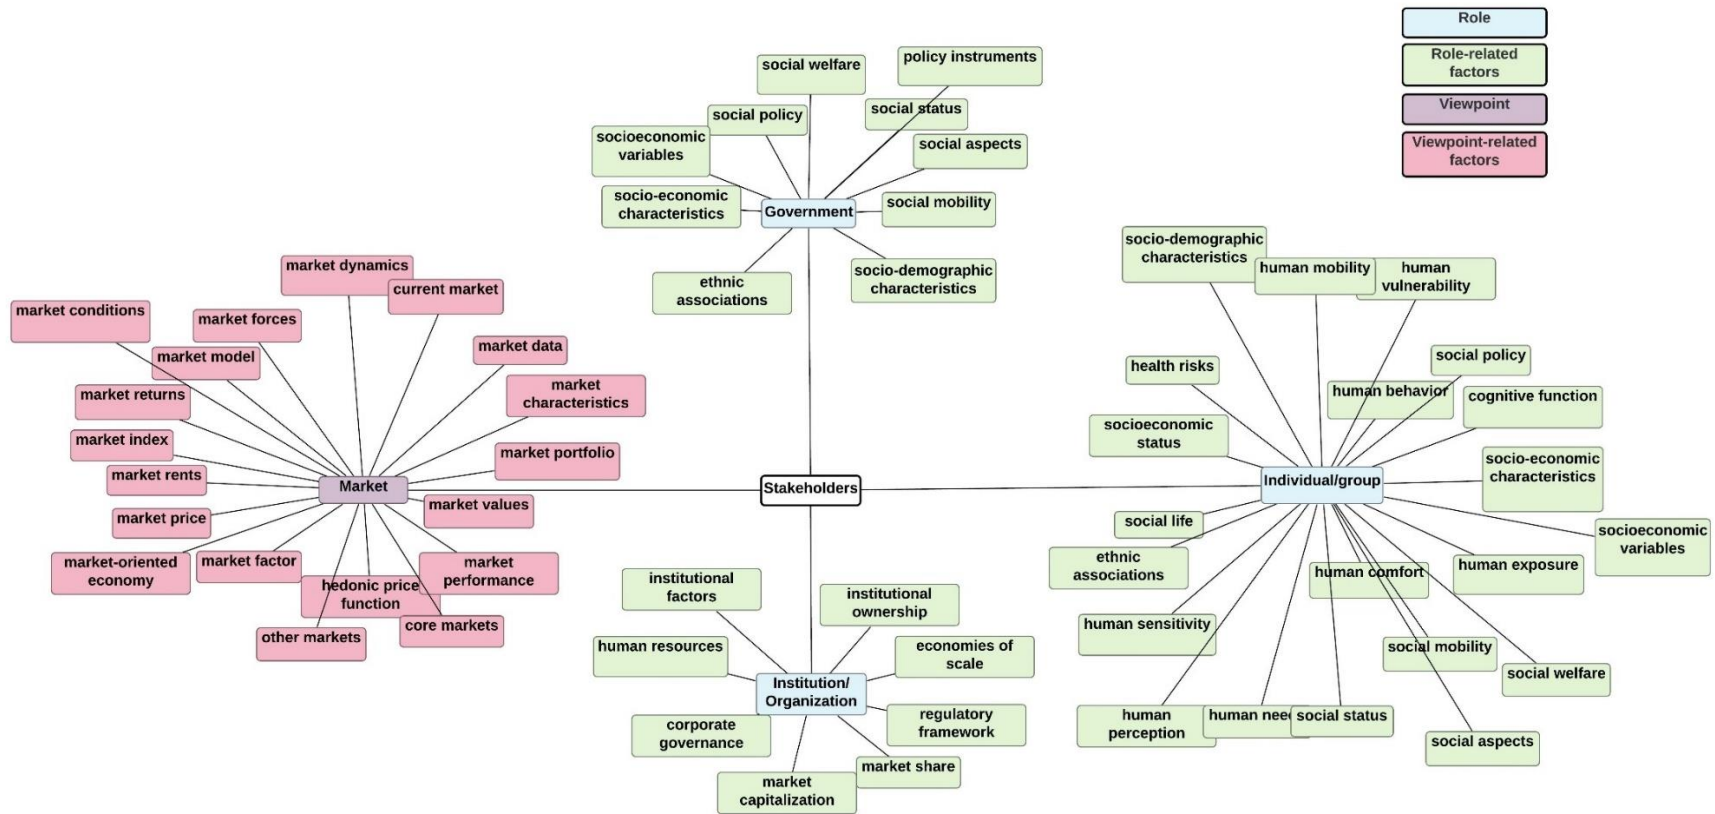 Role
Role-related
factors
Viewpoint
Viewpoint-related
factors
social welfare
policy instruments
social policy
social status
socioeconomic
variables
social aspects
socio-economic
characteristics
Government
social mobility
ethnic
associations
socio-demographic
characteristics
market dynamics
current market
market conditions
market forces
market model
market data
market returns
market
characteristics
market index
market portfolio
market rents
Market
market values
market price
market-oriented
economy
market factor
market
performance
hedonic price
function
other markets
core markets
Stakeholders
institutional
factors
institutional
ownership
human resources
economies of
scale
Institution/
Organization
corporate
governance
regulatory
framework
market share
market
capitalization
socio-demographic
characteristics
human mobility
human
vulnerability
health risks
social policy
human behavior
cognitive function
socioeconomic
status
socio-economic
characteristics
Individual/group
social life
socioeconomic
variables
ethnic
associations
human comfort
human exposure
human sensitivity
social mobility
social welfare
human
perception
human
social status
social aspects